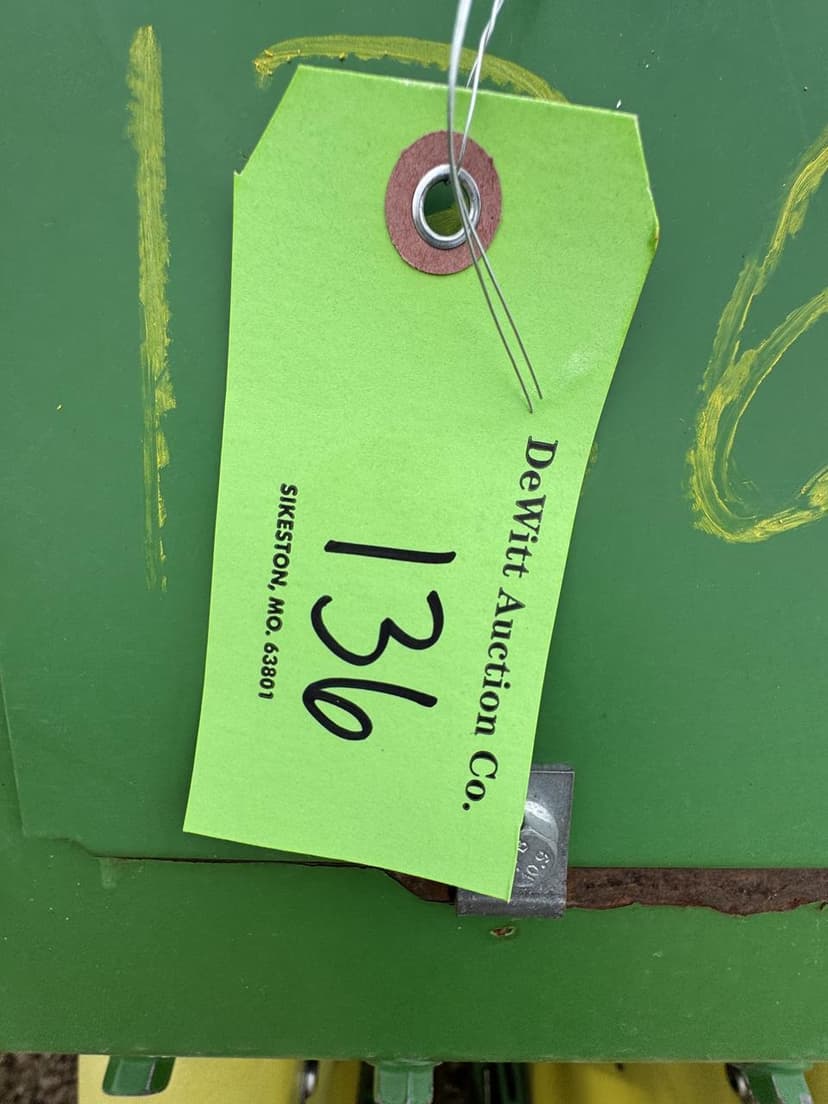 DeWitt Auction Co.
136
SIKESTON, MO. 63801